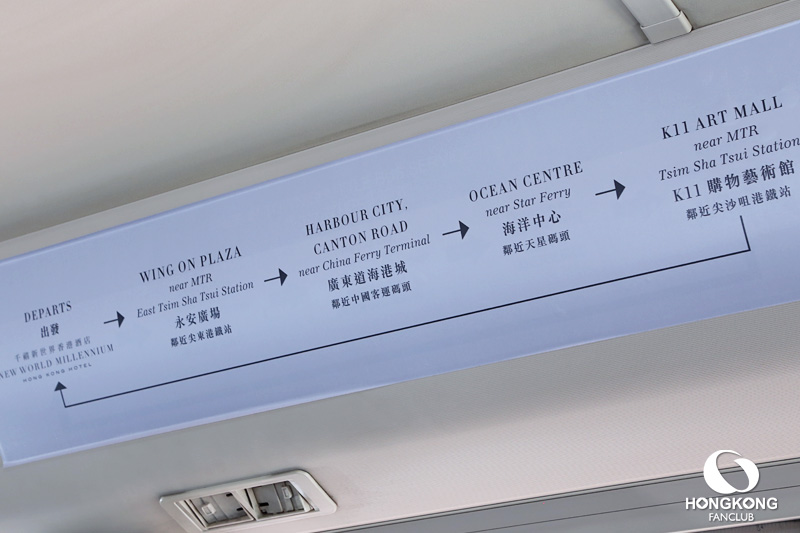 DEPARTS
出發
千禧新世界香港酒店
NEW WORLD MILLENNIUM
HONG KONG HOTEL
WING ON PLAZA
near MTR
East Tsim Sha Tsui Station
永安廣場
鄰近尖東港鐵站
HARBOUR CITY,
CANTON ROAD
near China Ferry Terminal
廣東道海港城
鄰近中國客運碼頭
OCEAN CENTRE
near Star Ferry
海洋中心
鄰近天星碼頭
K11 ART MALL
near MTR
Tsim Sha Tsui Station
K11 購物藝術館
鄰近尖沙咀港鐵站
HONGKONG
FANCLUB